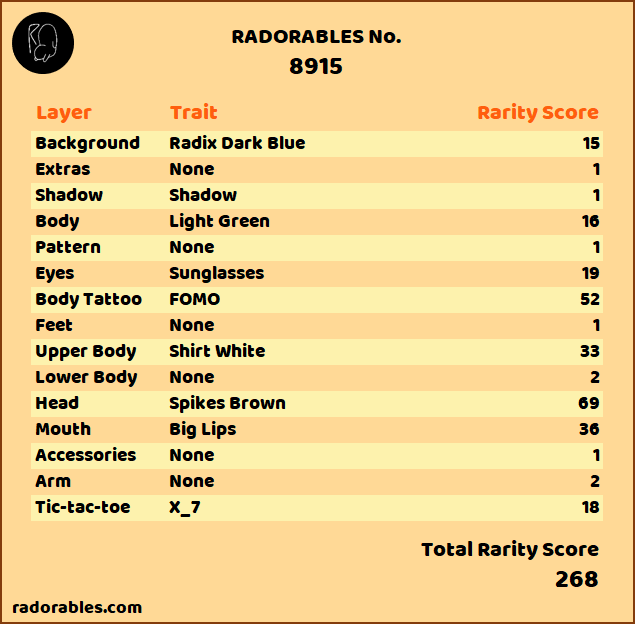 RADORABLES No.
8915
Layer Trait Rarity Score
Background Radix Dark Blue 15
Extras None 1
Shadow Shadow 1
Body Light Green 16
Pattern None 1
Eyes Sunglasses 19
Body Tattoo FOMO 52
Feet None 1
Upper Body Shirt White 33
Lower Body None 2
Head Spikes Brown 69
Mouth Big Lips 36
Accessories None 1
Arm None 2
Tic-tac-toe X_7 18
Total Rarity Score
268
radorables.com